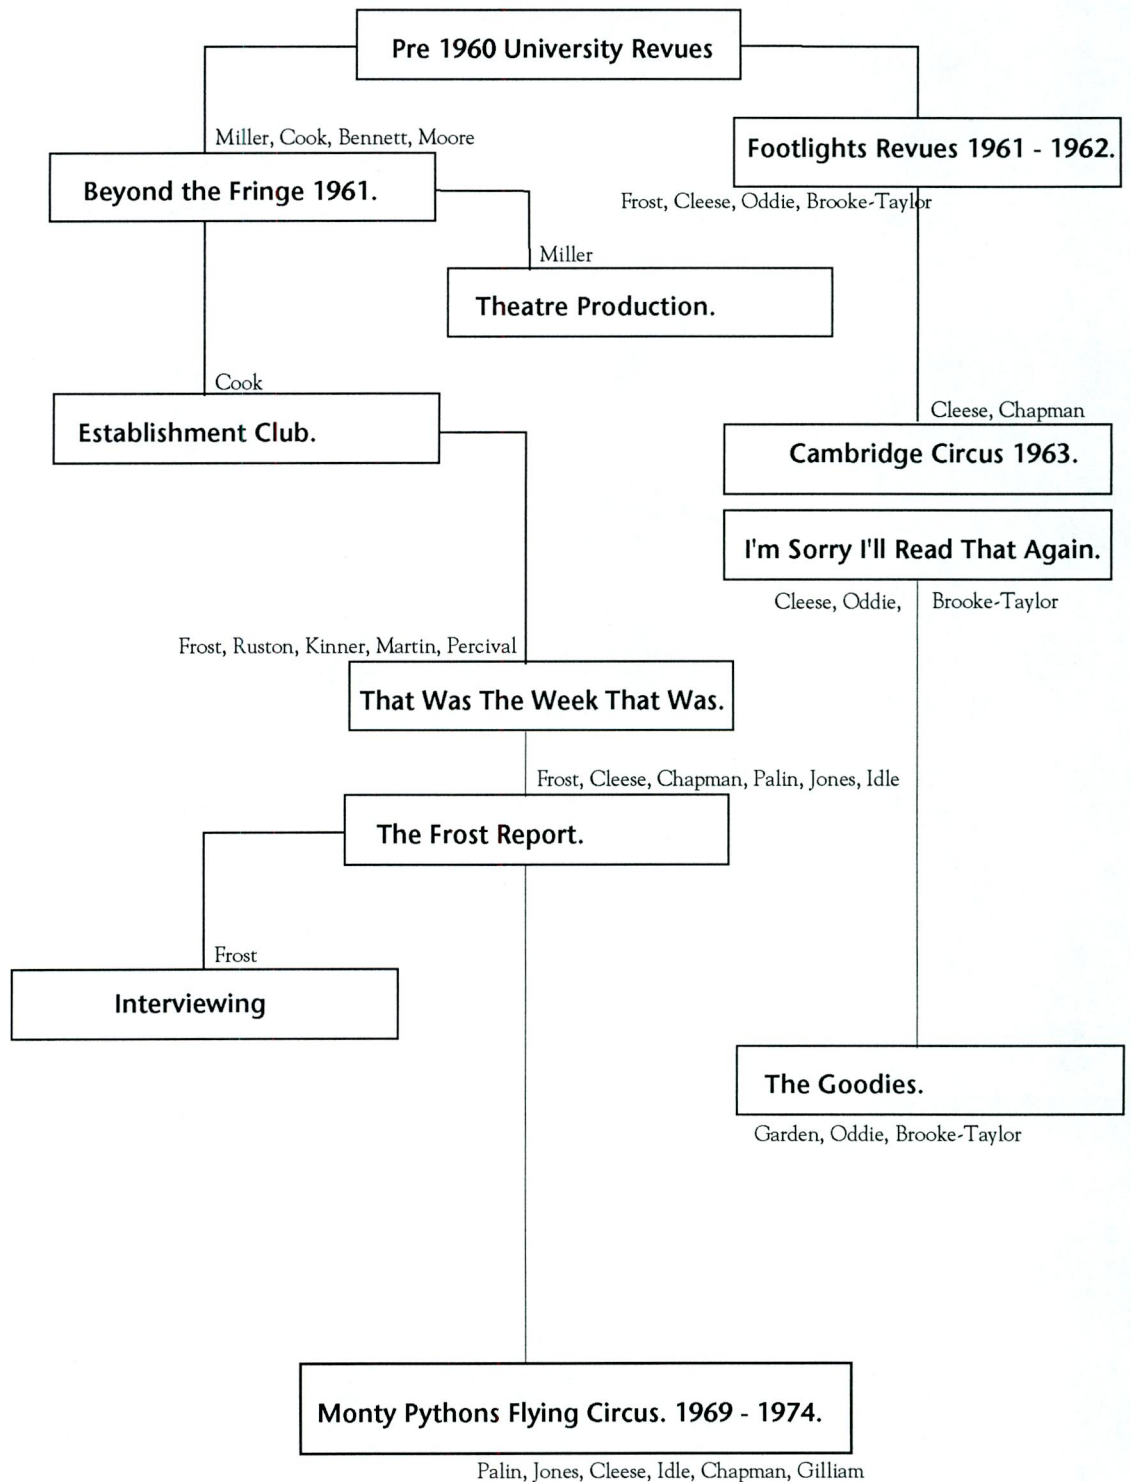 Pre 1960 University Revues
Miller, Cook, Bennett, Moore
Beyond the Fringe 1961.
Footlights Revues 1961 - 1962.
Frost, Cleese, Oddie, Brooke-Taylor
Miller
Theatre Production.
Cook
Establishment Club.
Cleese, Chapman
Cambridge Circus 1963.
I'm Sorry I'll Read That Again.
Cleese, Oddie, Brooke-Taylor
Frost, Ruston, Kinner, Martin, Percival
That Was The Week That Was.
Frost, Cleese, Chapman, Palin, Jones, Idle
The Frost Report.
Frost
Interviewing
The Goodies.
Garden, Oddie, Brooke-Taylor
Monty Pythons Flying Circus. 1969 - 1974.
Palin, Jones, Cleese, Idle, Chapman, Gilliam